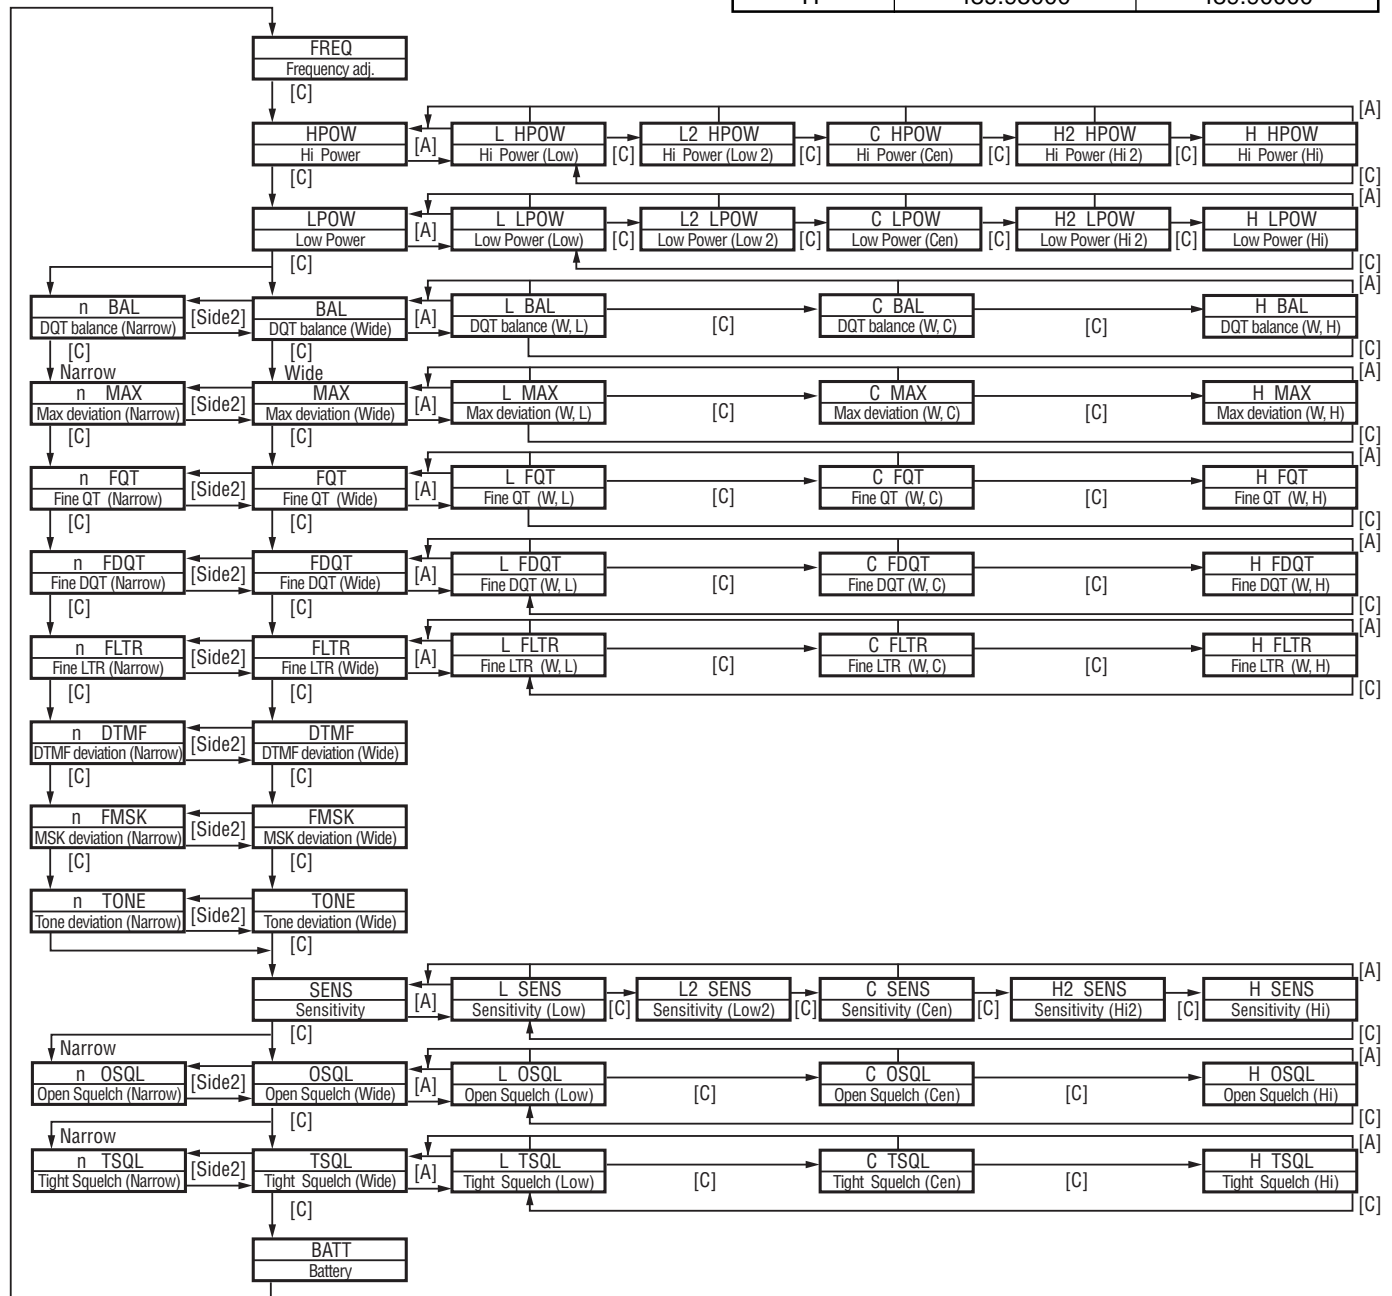 FREQ
Frequency adj.
[C]
[A]
HPOW
Hi Power
[A]
L HPOW
Hi Power (Low)
[C]
L2 HPOW
Hi Power (Low 2)
[C]
C HPOW
Hi Power (Cen)
[C]
H2 HPOW
Hi Power (Hi 2)
[C]
H HPOW
Hi Power (Hi)
[C]
[C]
[A]
LPOW
Low Power
[A]
L LPOW
Low Power (Low)
[C]
L2 LPOW
Low Power (Low 2)
[C]
C LPOW
Low Power (Cen)
[C]
H2 LPOW
Low Power (Hi 2)
[C]
H LPOW
Low Power (Hi)
[C]
[C]
[A]
n BAL
DQT balance (Narrow)
[Side2]
BAL
DQT balance (Wide)
[A]
L BAL
DQT balance (W, L)
[C]
C BAL
DQT balance (W, C)
[C]
H BAL
DQT balance (W, H)
[C]
[C]
[C]
Narrow
Wide
[A]
n MAX
Max deviation (Narrow)
[Side2]
MAX
Max deviation (Wide)
[A]
L MAX
Max deviation (W, L)
[C]
C MAX
Max deviation (W, C)
[C]
H MAX
Max deviation (W, H)
[C]
[C]
[C]
[A]
n FQT
Fine QT (Narrow)
[Side2]
FQT
Fine QT (Wide)
[A]
L FQT
Fine QT (W, L)
[C]
C FQT
Fine QT (W, C)
[C]
H FQT
Fine QT (W, H)
[C]
[C]
[C]
[A]
n FDQT
Fine DQT (Narrow)
[Side2]
FDQT
Fine DQT (Wide)
[A]
L FDQT
Fine DQT (W, L)
[C]
C FDQT
Fine DQT (W, C)
[C]
H FDQT
Fine DQT (W, H)
[C]
[C]
[C]
[A]
n FLTR
Fine LTR (Narrow)
[Side2]
FLTR
Fine LTR (Wide)
[A]
L FLTR
Fine LTR (W, L)
[C]
C FLTR
Fine LTR (W, C)
[C]
H FLTR
Fine LTR (W, H)
[C]
[C]
[C]
n DTMF
DTMF deviation (Narrow)
[Side2]
DTMF
DTMF deviation (Wide)
[C]
[C]
n FMSK
MSK deviation (Narrow)
[Side2]
FMSK
MSK deviation (Wide)
[C]
[C]
n TONE
Tone deviation (Narrow)
[Side2]
TONE
Tone deviation (Wide)
[C]
[A]
SENS
Sensitivity
[A]
L SENS
Sensitivity (Low)
[C]
L2 SENS
Sensitivity (Low2)
[C]
C SENS
Sensitivity (Cen)
[C]
H2 SENS
Sensitivity (Hi2)
[C]
H SENS
Sensitivity (Hi)
[C]
[C]
Narrow
[A]
n OSQL
Open Squelch (Narrow)
[Side2]
OSQL
Open Squelch (Wide)
[A]
L OSQL
Open Squelch (Low)
[C]
C OSQL
Open Squelch (Cen)
[C]
H OSQL
Open Squelch (Hi)
[C]
[C]
Narrow
[A]
n TSQL
Tight Squelch (Narrow)
[Side2]
TSQL
Tight Squelch (Wide)
[A]
L TSQL
Tight Squelch (Low)
[C]
C TSQL
Tight Squelch (Cen)
[C]
H TSQL
Tight Squelch (Hi)
[C]
[C]
BATT
Battery